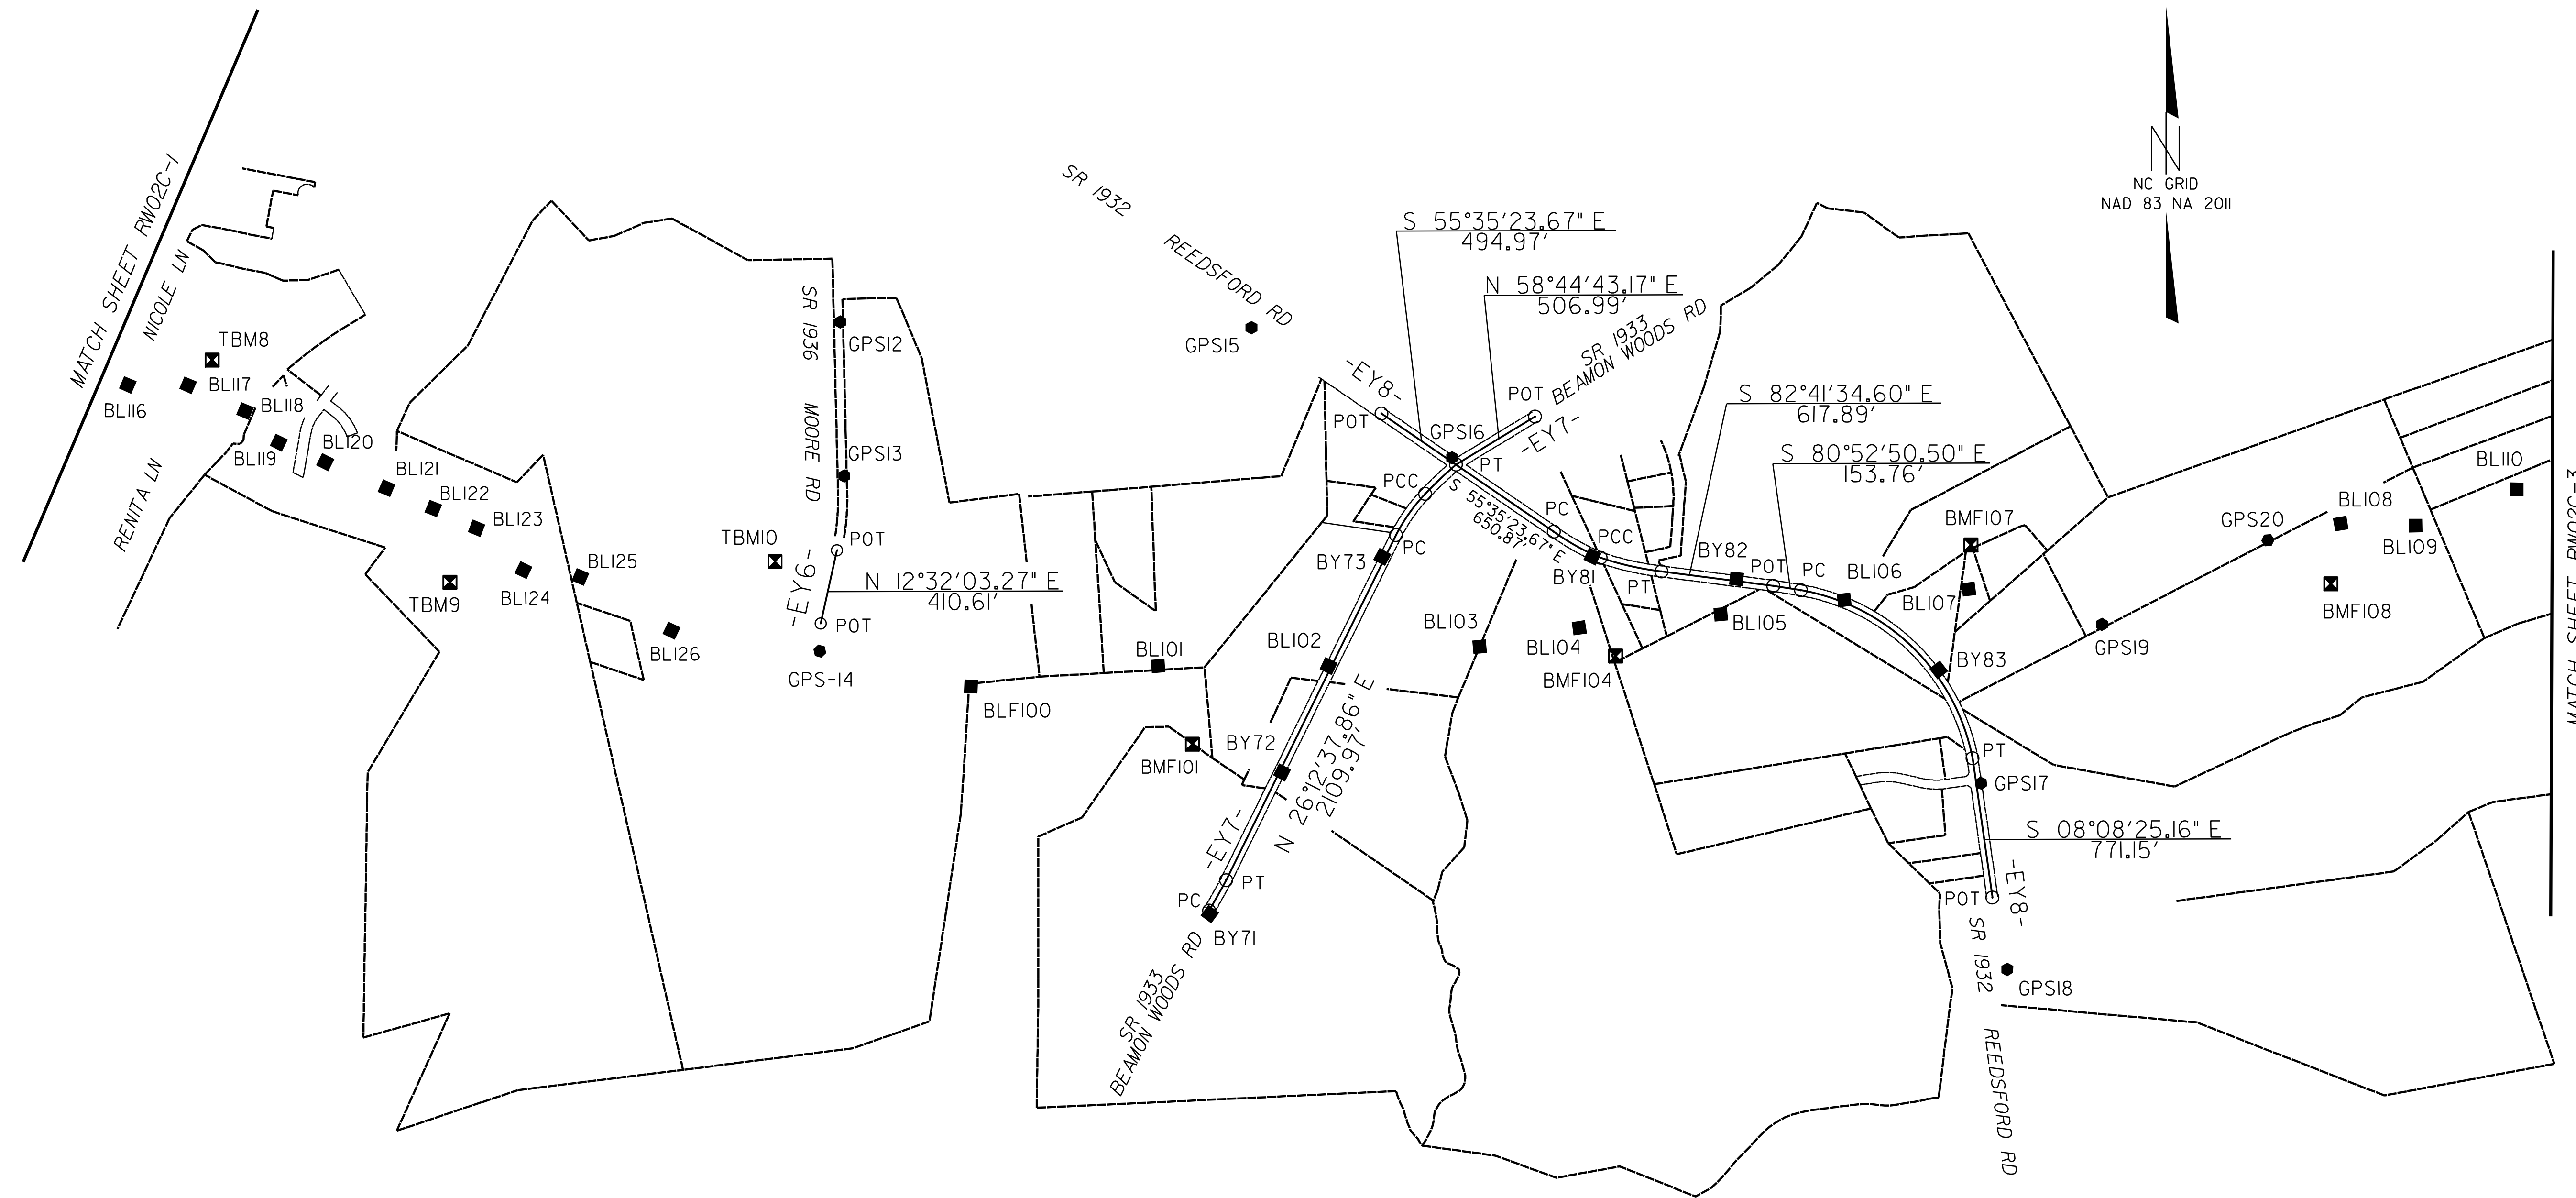 MATCH SHEET RW02C-1
NICOLE LN
RENITA LN
TBM8
BL116
BL117
BL118
BL119
BL120
BL121
BL122
BL123
BL124
BL125
BL126
TBM9
TBM10
SR 1936
MOORE RD
GPS12
GPS13
POT
-EY6-
N 12°32'03.27" E
410.61'
POT
GPS-14
BLF100
BL101
BMF101
SR 1932
REEDSFORD RD
GPS15
S 55°35'23.67" E
494.97'
N 58°44'43.17" E
506.99'
SR 1933
BEAMON WOODS RD
-EY8-
POT
GPS16
POT
-EY7-
PT
PCC
PC
BY73
S 55°35'23.67" E
650.87'
PC
PCC
BY81
PT
BY82
S 82°41'34.60" E
617.89'
S 80°52'50.50" E
153.76'
POT
PC
BL106
BL102
BY72
N 26°12'37.86" E
2109.97'
-EY7-
PT
PC
BY71
SR 1933
BEAMON WOODS RD
BL103
BL104
BMF104
BL105
BMF107
BL107
BY83
PT
GPS17
S 08°08'25.16" E
771.15'
-EY8-
POT
SR 1932
REEDSFORD RD
GPS18
GPS19
GPS20
BL108
BL109
BL110
BMF108
NC GRID
NAD 83 NA 2011
N
MATCH SHEET RW02C-3